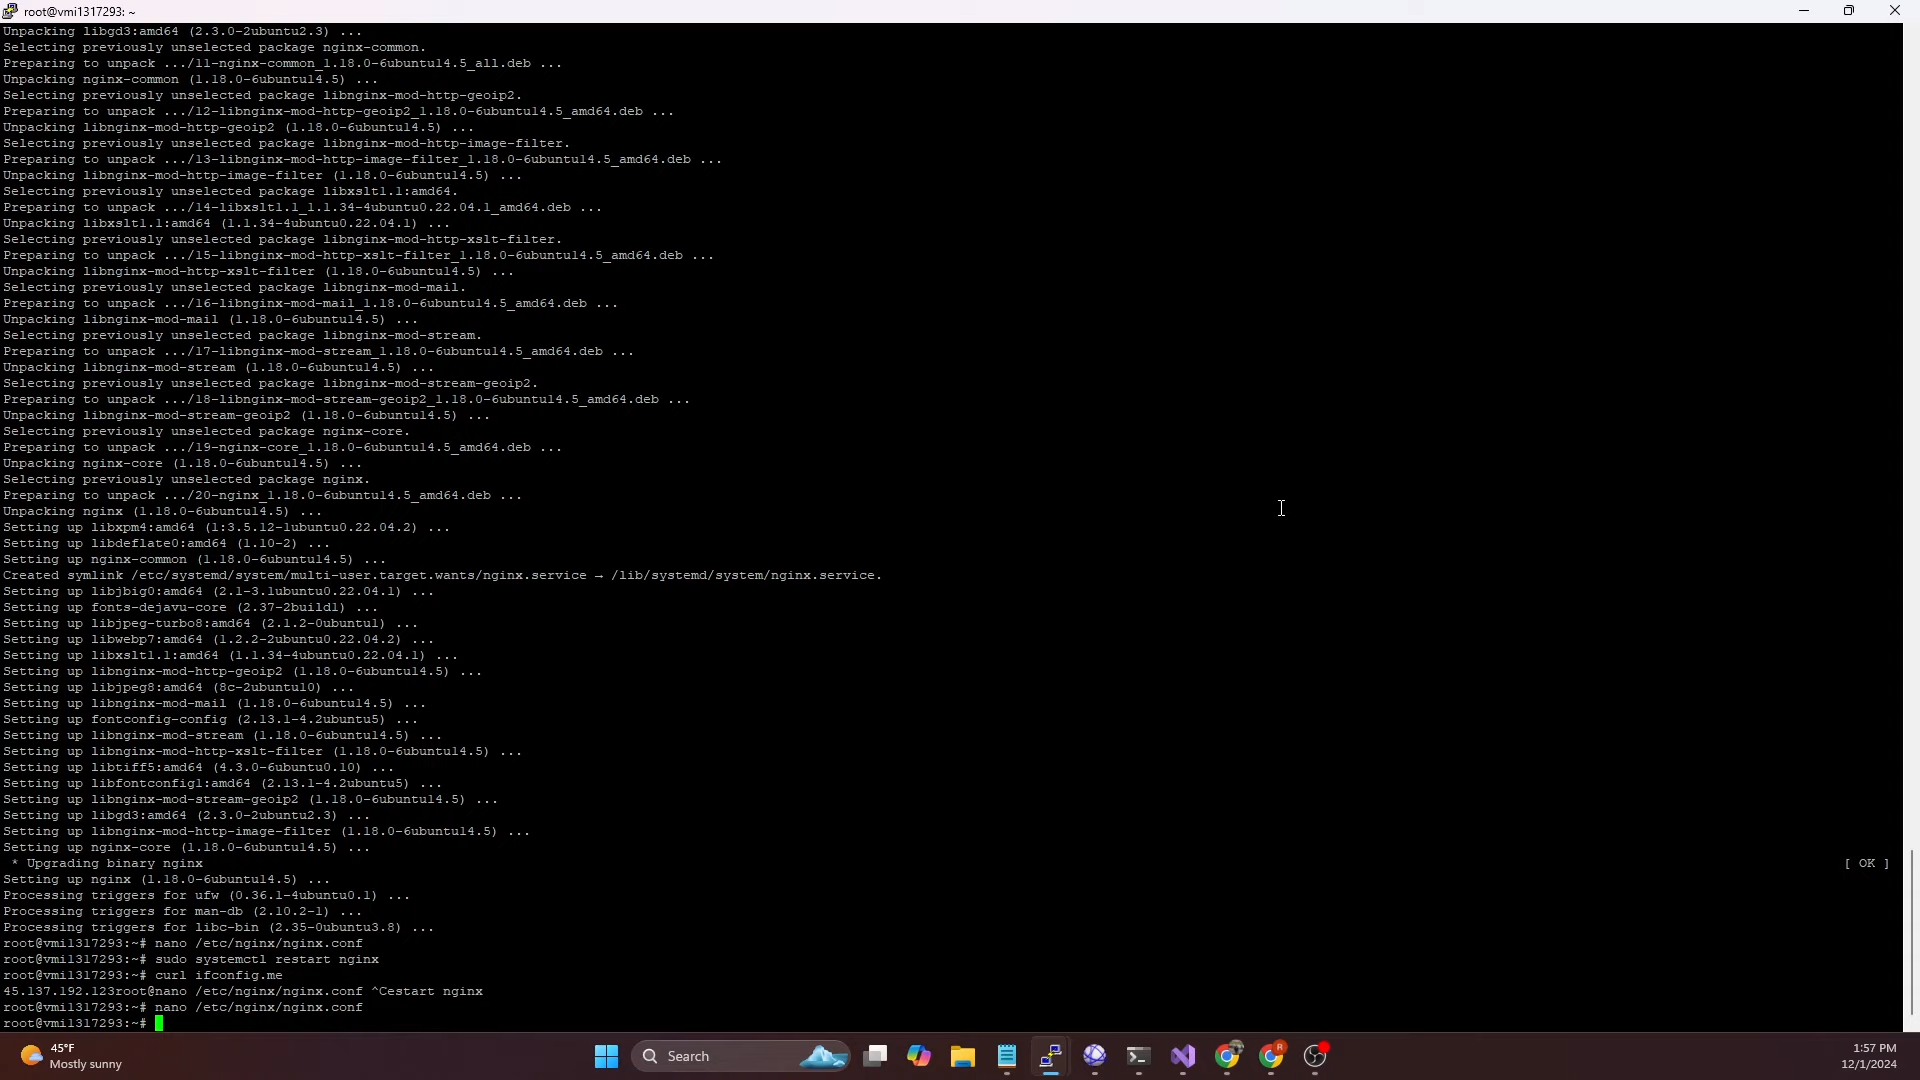 root@vmi1317293: ~
Unpacking libgd3:amd64 (2.3.0-2ubuntu2.3) ...
Selecting previously unselected package nginx-common.
Preparing to unpack .../11-nginx-common_1.18.0-6ubuntu14.5_all.deb ...
Unpacking nginx-common (1.18.0-6ubuntu14.5) ...
Selecting previously unselected package libnginx-mod-http-geoip2.
Preparing to unpack .../12-libnginx-mod-http-geoip2_1.18.0-6ubuntu14.5_amd64.deb ...
Unpacking libnginx-mod-http-geoip2 (1.18.0-6ubuntu14.5) ...
Selecting previously unselected package libnginx-mod-http-image-filter.
Preparing to unpack .../13-libnginx-mod-http-image-filter_1.18.0-6ubuntu14.5_amd64.deb ...
Unpacking libnginx-mod-http-image-filter (1.18.0-6ubuntu14.5) ...
Selecting previously unselected package libxslt1.1:amd64.
Preparing to unpack .../14-libxslt1.1_1.1.34-4ubuntu0.22.04.1_amd64.deb ...
Unpacking libxslt1.1:amd64 (1.1.34-4ubuntu0.22.04.1) ...
Selecting previously unselected package libnginx-mod-http-xslt-filter.
Preparing to unpack .../15-libnginx-mod-http-xslt-filter_1.18.0-6ubuntu14.5_amd64.deb ...
Unpacking libnginx-mod-http-xslt-filter (1.18.0-6ubuntu14.5) ...
Selecting previously unselected package libnginx-mod-mail.
Preparing to unpack .../16-libnginx-mod-mail_1.18.0-6ubuntu14.5_amd64.deb ...
Unpacking libnginx-mod-mail (1.18.0-6ubuntu14.5) ...
Selecting previously unselected package libnginx-mod-stream.
Preparing to unpack .../17-libnginx-mod-stream_1.18.0-6ubuntu14.5_amd64.deb ...
Unpacking libnginx-mod-stream (1.18.0-6ubuntu14.5) ...
Selecting previously unselected package libnginx-mod-stream-geoip2.
Preparing to unpack .../18-libnginx-mod-stream-geoip2_1.18.0-6ubuntu14.5_amd64.deb ...
Unpacking libnginx-mod-stream-geoip2 (1.18.0-6ubuntu14.5) ...
Selecting previously unselected package nginx-core.
Preparing to unpack .../19-nginx-core_1.18.0-6ubuntu14.5_amd64.deb ...
Unpacking nginx-core (1.18.0-6ubuntu14.5) ...
Selecting previously unselected package nginx.
Preparing to unpack .../20-nginx_1.18.0-6ubuntu14.5_amd64.deb ...
Unpacking nginx (1.18.0-6ubuntu14.5) ...
Setting up libxpm4:amd64 (1:3.5.12-1ubuntu0.22.04.2) ...
Setting up libdeflate0:amd64 (1.10-2) ...
Setting up nginx-common (1.18.0-6ubuntu14.5) ...
Created symlink /etc/systemd/system/multi-user.target.wants/nginx.service → /lib/systemd/system/nginx.service.
Setting up libjbig0:amd64 (2.1-3.1ubuntu0.22.04.1) ...
Setting up fonts-dejavu-core (2.37-2build1) ...
Setting up libjpeg-turbo8:amd64 (2.1.2-0ubuntu1) ...
Setting up libwebp7:amd64 (1.2.2-2ubuntu0.22.04.2) ...
Setting up libxslt1.1:amd64 (1.1.34-4ubuntu0.22.04.1) ...
Setting up libnginx-mod-http-geoip2 (1.18.0-6ubuntu14.5) ...
Setting up libjpeg8:amd64 (8c-2ubuntu10) ...
Setting up libnginx-mod-mail (1.18.0-6ubuntu14.5) ...
Setting up fontconfig-config (2.13.1-4.2ubuntu5) ...
Setting up libnginx-mod-stream (1.18.0-6ubuntu14.5) ...
Setting up libnginx-mod-http-xslt-filter (1.18.0-6ubuntu14.5) ...
Setting up libtiff5:amd64 (4.3.0-6ubuntu0.10) ...
Setting up libfontconfig1:amd64 (2.13.1-4.2ubuntu5) ...
Setting up libnginx-mod-stream-geoip2 (1.18.0-6ubuntu14.5) ...
Setting up libgd3:amd64 (2.3.0-2ubuntu2.3) ...
Setting up libnginx-mod-http-image-filter (1.18.0-6ubuntu14.5) ...
Setting up nginx-core (1.18.0-6ubuntu14.5) ...
* Upgrading binary nginx [ OK ]
Setting up nginx (1.18.0-6ubuntu14.5) ...
Processing triggers for ufw (0.36.1-4ubuntu0.1) ...
Processing triggers for man-db (2.10.2-1) ...
Processing triggers for libc-bin (2.35-0ubuntu3.8) ...
root@vmi1317293:~# nano /etc/nginx/nginx.conf
root@vmi1317293:~# sudo systemctl restart nginx
root@vmi1317293:~# curl ifconfig.me
45.137.192.123root@nano /etc/nginx/nginx.conf ^Cestart nginx
root@vmi1317293:~# nano /etc/nginx/nginx.conf
root@vmi1317293:~#
45°F
Mostly sunny
Search
R
1:57 PM
12/1/2024